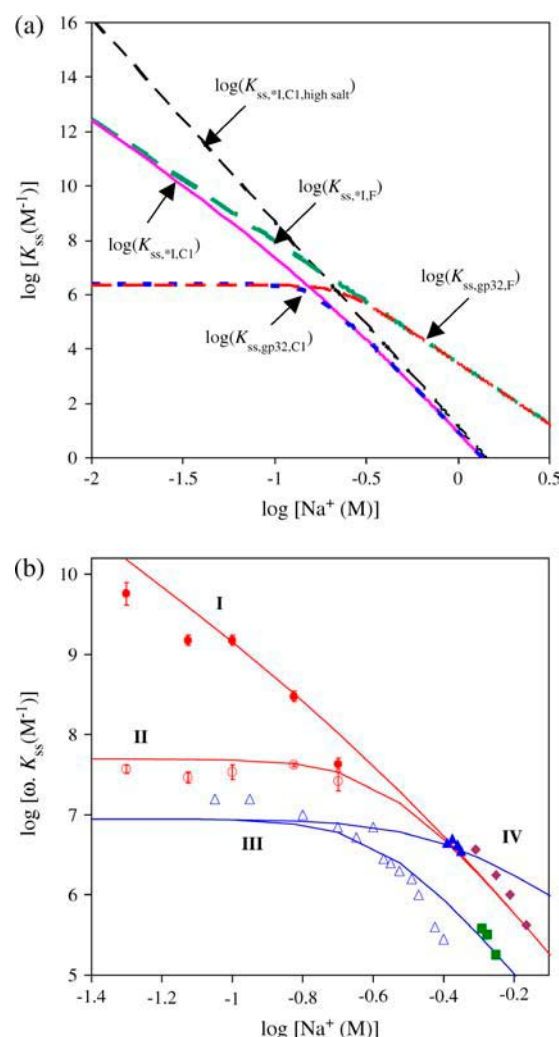 (a)
16
14
12
10
8
6
4
2
0
log [Kss(M⁻¹)]
log(Kss,*I,C1,high salt)
log(Kss,*I,F)
log(Kss,*I,C1)
log(Kss,gp32,F)
log(Kss,gp32,C1)
-2 -1.5 -1 -0.5 0 0.5
log [Na⁺ (M)]
(b)
10
9
8
7
6
5
log [ω. Kss(M⁻¹)]
I
II
III
IV
-1.4 -1.2 -1 -0.8 -0.6 -0.4 -0.2
log [Na⁺ (M)]